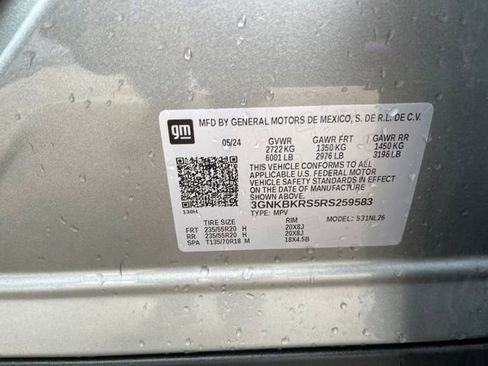 gm
MFD BY GENERAL MOTORS DE MEXICO, S. DE R.L. DE C.V.
05/24 GVWR GAWR FRT GAWR RR
2722 KG 1350 KG 1450 KG
6001 LB 2976 LB 3196 LB
THIS VEHICLE CONFORMS TO ALL
APPLICABLE U.S. FEDERAL MOTOR
VEHICLE SAFETY STANDARDS IN EFFECT
ON THE DATE OF MANUFACTURE
SHOWN ABOVE.
3GNKBKRS5RS259583
130H TYPE: MPV MODEL: 531NL26
TIRE SIZE RIM
FRT 235/55R20 H 20X8J
RR 235/55R20 H 20X8J
SPA T135/70R18 M 18X4.5B